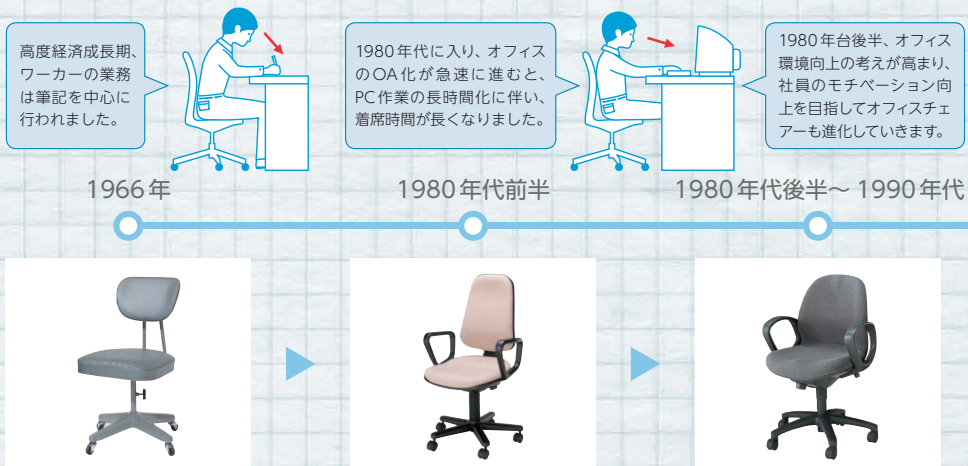 高度経済成長期、
ワーカーの業務
は筆記を中心に
行われました。
1980年代に入り、オフィス
のOA化が急速に進むと、
PC作業の長時間化に伴い、
着席時間が長くなりました。
1980年台後半、オフィス
環境向上の考えが高まり、
社員のモチベーション向
上を目指してオフィスチェ
アーも進化していきます。
1966年
1980年代前半
1980年代後半〜1990年代